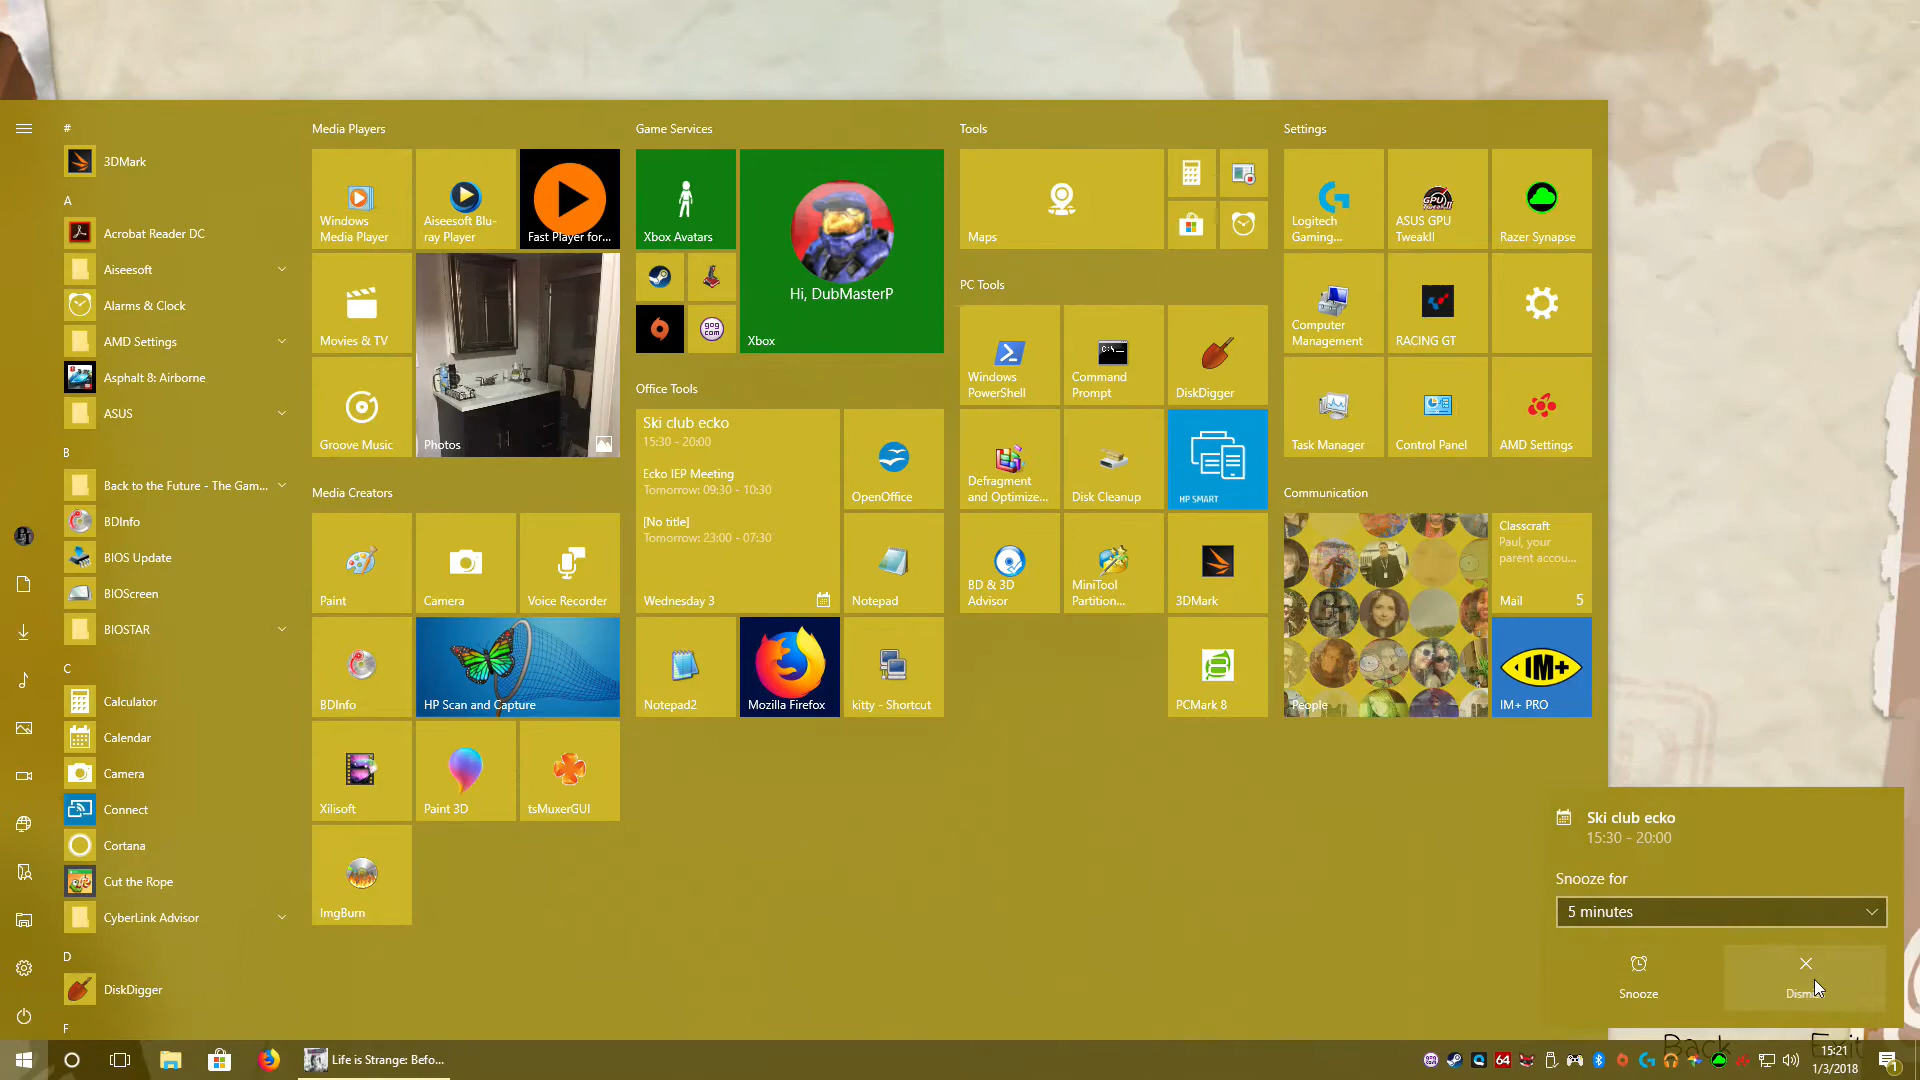 #
3DMark
A
Acrobat Reader DC
Aiseesoft
Alarms & Clock
AMD Settings
Asphalt 8: Airborne
ASUS
B
Back to the Future - The Gam...
BDInfo
BIOS Update
BIOScreen
BIOSTAR
C
Calculator
Calendar
Camera
Connect
Cortana
Cut the Rope
CyberLink Advisor
D
DiskDigger
F
Media Players
Windows
Media Player
Aiseesoft Blu-
ray Player
Fast Player for...
Movies & TV
Groove Music
Photos
Media Creators
Paint
Camera
Voice Recorder
BDInfo
HP Scan and Capture
Xilisoft
Paint 3D
tsMuxerGUI
ImgBurn
Game Services
Xbox Avatars
Hi, DubMasterP
Xbox
gog
com
Office Tools
Ski club ecko
15:30 - 20:00
Ecko IEP Meeting
Tomorrow: 09:30 - 10:30
[No title]
Tomorrow: 23:00 - 07:30
Wednesday 3
OpenOffice
Notepad
Notepad2
Mozilla Firefox
kitty - Shortcut
Tools
Maps
PC Tools
Windows
PowerShell
C:\_
Command
Prompt
DiskDigger
Defragment
and Optimize...
Disk Cleanup
HP SMART
BD & 3D
Advisor
MiniTool
Partition...
3DMark
PCMark 8
Settings
Logitech
Gaming...
GPU
ASUS GPU
TweakII
Razer Synapse
Computer
Management
RACING GT
Task Manager
Control Panel
AMD Settings
Communication
People
Classcraft
Paul, your
parent accou...
Mail 5
IM+
IM+ PRO
Ski club ecko
15:30 - 20:00
Snooze for
5 minutes
Snooze
Dism
Back
Exit
Life is Strange: Befo...
64
15:21
1/3/2018
1